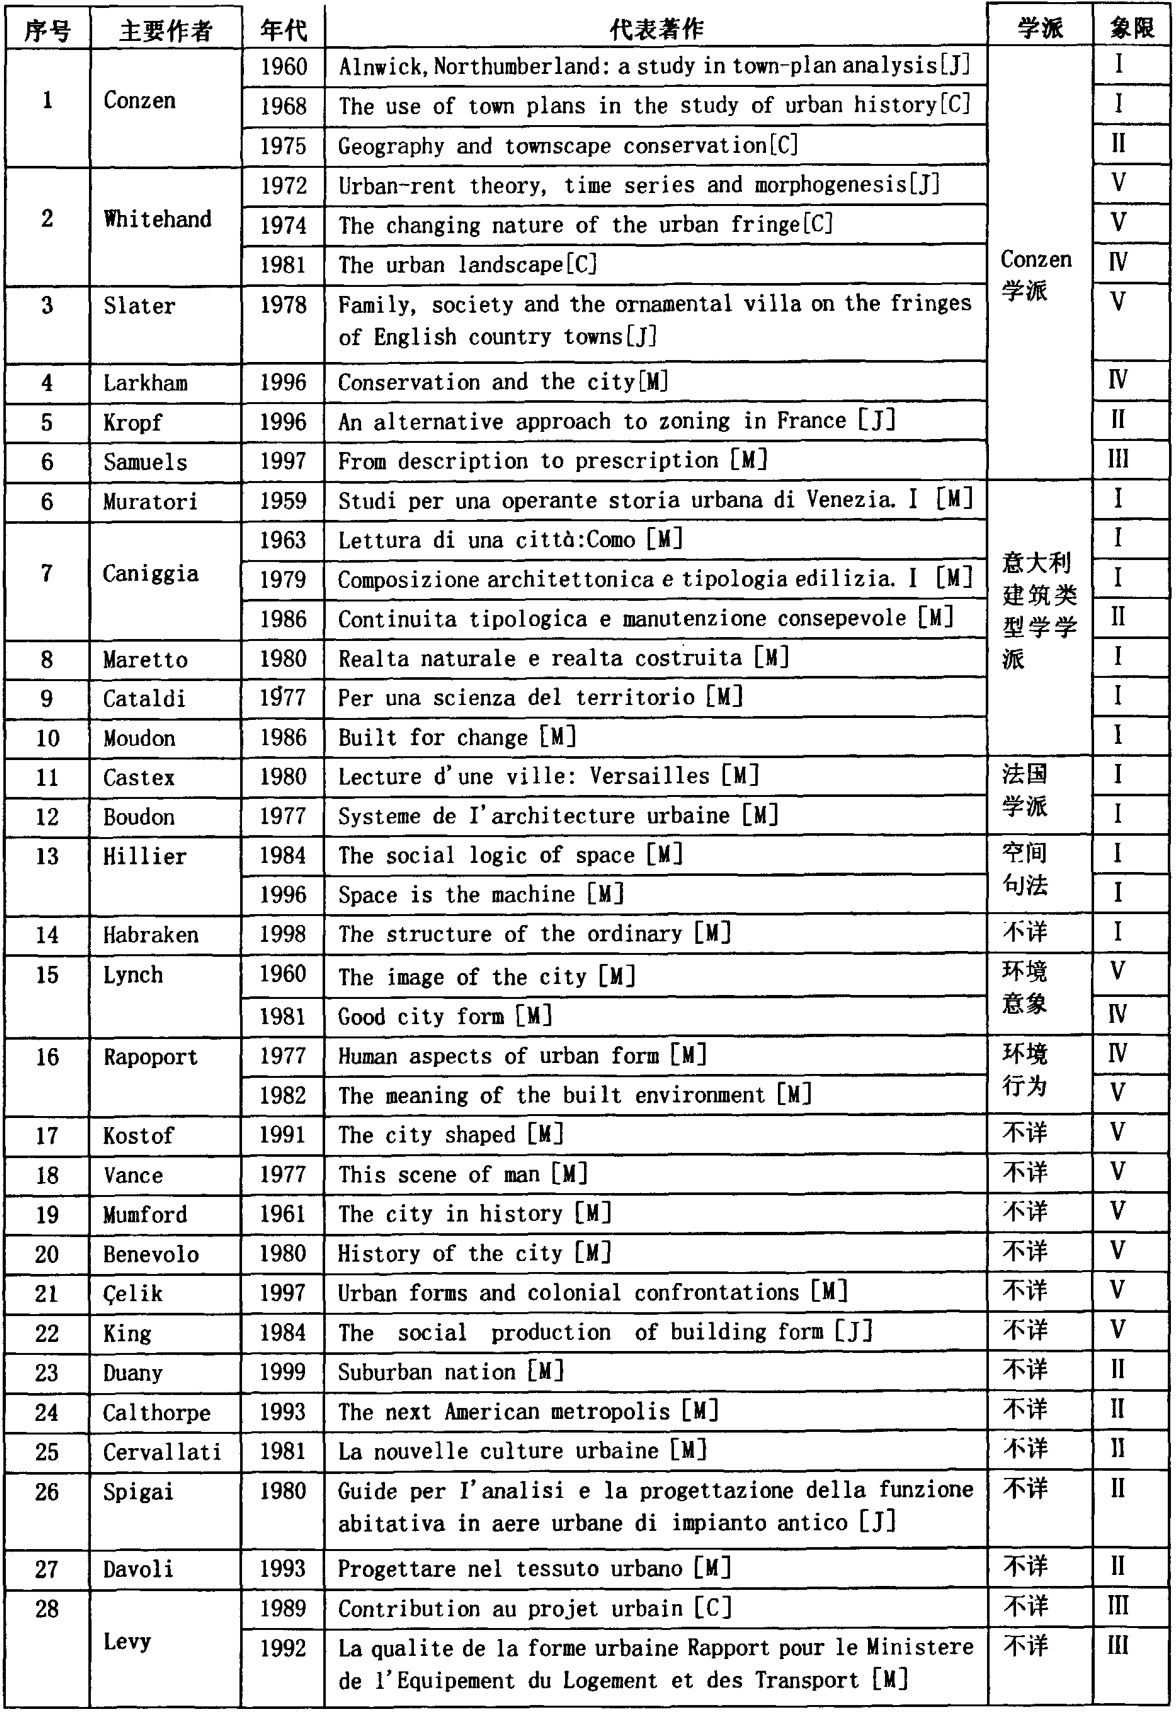 序号 主要作者 年代 代表著作 学派 象限
1 Conzen 1960 Alnwick, Northumberland: a study in town-plan analysis[J] Conzen 学派 I
1968 The use of town plans in the study of urban history[C] I
1975 Geography and townscape conservation[C] II
2 Whitehand 1972 Urban-rent theory, time series and morphogenesis[J] V
1974 The changing nature of the urban fringe[C] V
1981 The urban landscape[C] IV
3 Slater 1978 Family, society and the ornamental villa on the fringes V
of English country towns[J]
4 Larkham 1996 Conservation and the city[M] IV
5 Kropf 1996 An alternative approach to zoning in France [J] II
6 Samuels 1997 From description to prescription [M] III
6 Muratori 1959 Studi per una operante storia urbana di Venezia. I [M] 意大利建筑类型学学派 I
7 Caniggia 1963 Lettura di una città:Como [M] I
1979 Composizione architettonica e tipologia edilizia. I [M] I
1986 Continuita tipologica e manutenzione consepevole [M] II
8 Maretto 1980 Realta naturale e realta costruita [M] I
9 Cataldi 1977 Per una scienza del territorio [M] I
10 Moudon 1986 Built for change [M] I
11 Castex 1980 Lecture d'une ville: Versailles [M] 法国学派 I
12 Boudon 1977 Systeme de I'architecture urbaine [M] I
13 Hillier 1984 The social logic of space [M] 空间句法 I
1996 Space is the machine [M] I
14 Habraken 1998 The structure of the ordinary [M] 不详 I
15 Lynch 1960 The image of the city [M] 环境意象 V
1981 Good city form [M] IV
16 Rapoport 1977 Human aspects of urban form [M] 环境行为 IV
1982 The meaning of the built environment [M] V
17 Kostof 1991 The city shaped [M] 不详 V
18 Vance 1977 This scene of man [M] 不详 V
19 Mumford 1961 The city in history [M] 不详 V
20 Benevolo 1980 History of the city [M] 不详 V
21 Çelik 1997 Urban forms and colonial confrontations [M] 不详 V
22 King 1984 The social production of building form [J] 不详 V
23 Duany 1999 Suburban nation [M] 不详 II
24 Calthorpe 1993 The next American metropolis [M] 不详 II
25 Cervallati 1981 La nouvelle culture urbaine [M] 不详 II
26 Spigai 1980 Guide per I'analisi e la progettazione della funzione 不详 II
abitativa in aere urbane di impianto antico [J]
27 Davoli 1993 Progettare nel tessuto urbano [M] 不详 II
28 Levy 1989 Contribution au projet urbain [C] 不详 III
1992 La qualite de la forme urbaine Rapport pour le Ministere 不详 III
de l'Equipement du Logement et des Transport [M]